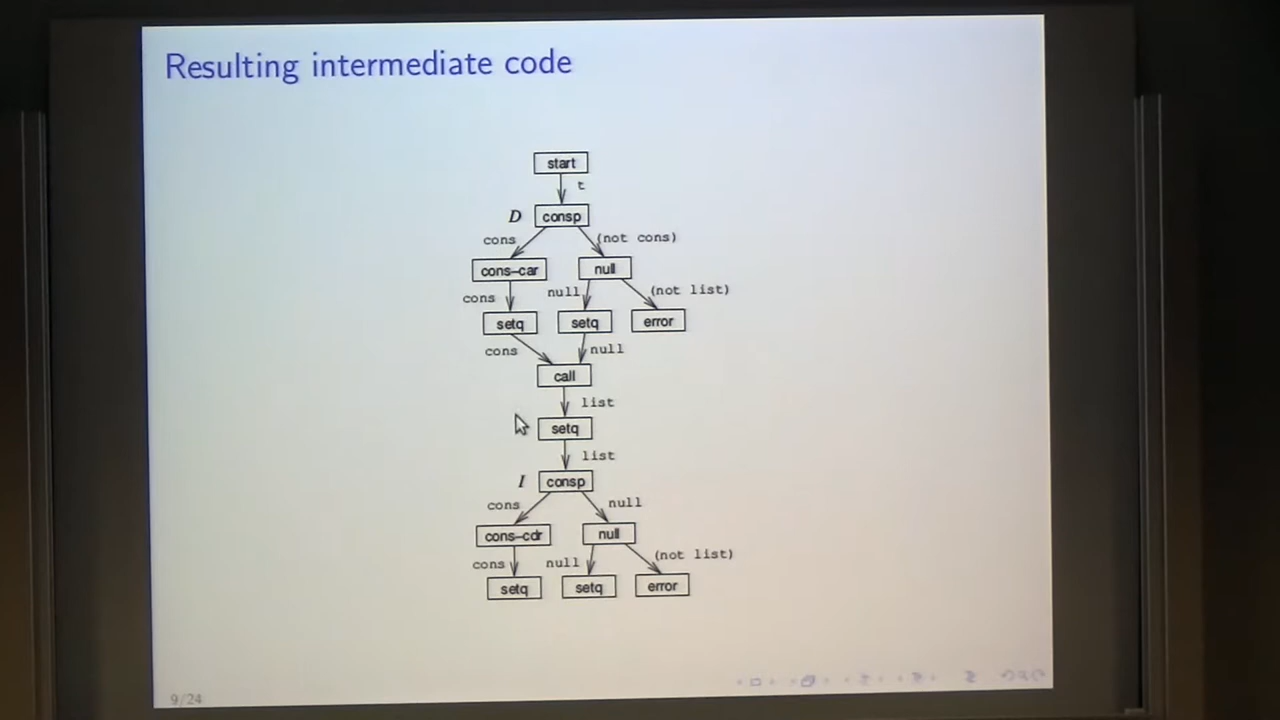 Resulting intermediate code
start
t
D consp
cons (not cons)
cons-car null
cons null (not list)
setq setq error
cons null
call
list
setq
list
I consp
cons null
cons-cdr null
cons null (not list)
setq setq error
9/24